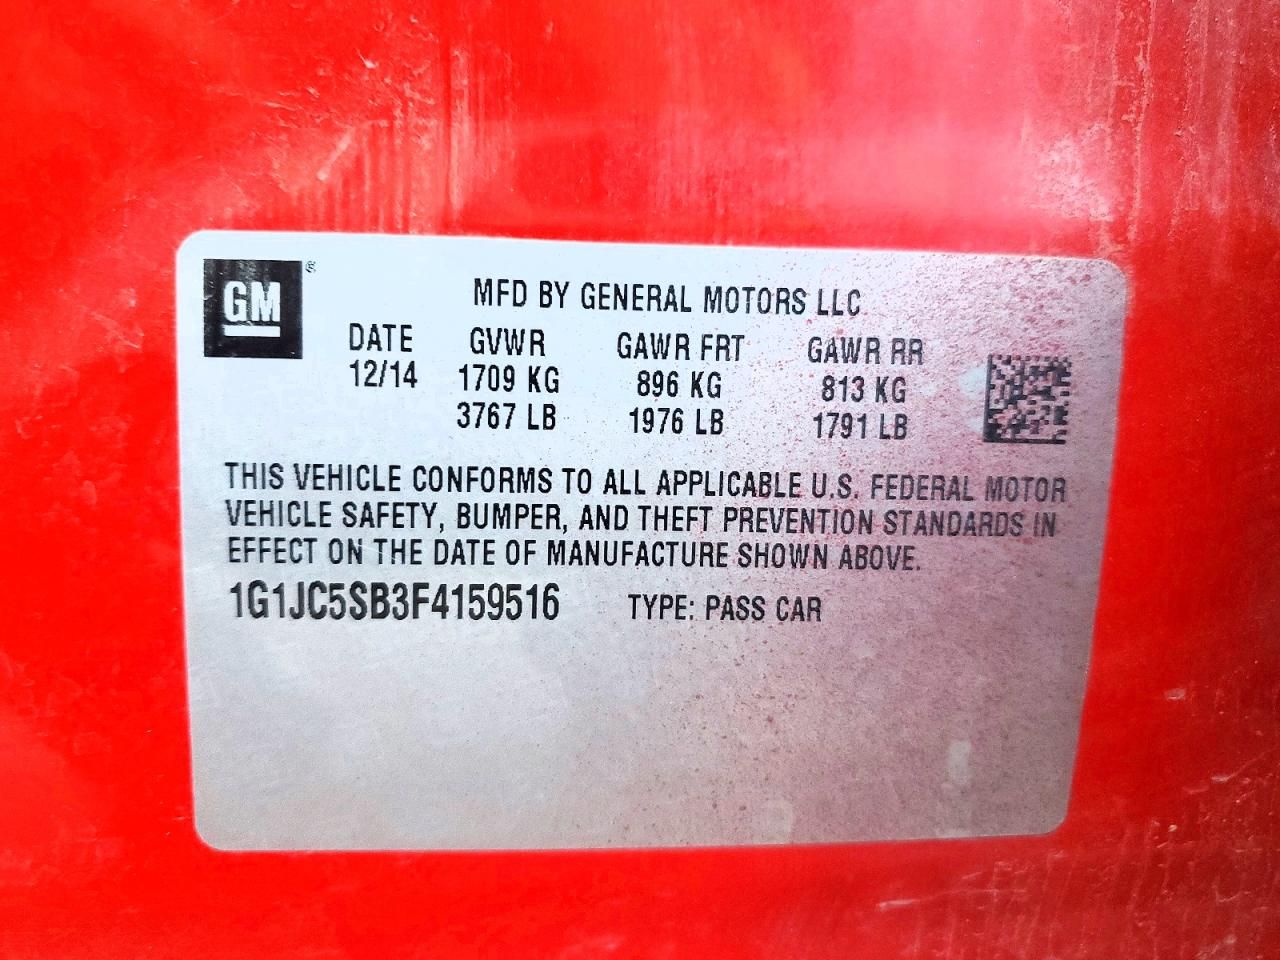 GM ®
MFD BY GENERAL MOTORS LLC
DATE GVWR GAWR FRT GAWR RR
12/14 1709 KG 896 KG 813 KG
3767 LB 1976 LB 1791 LB
THIS VEHICLE CONFORMS TO ALL APPLICABLE U.S. FEDERAL MOTOR
VEHICLE SAFETY, BUMPER, AND THEFT PREVENTION STANDARDS IN
EFFECT ON THE DATE OF MANUFACTURE SHOWN ABOVE.
1G1JC5SB3F4159516 TYPE: PASS CAR